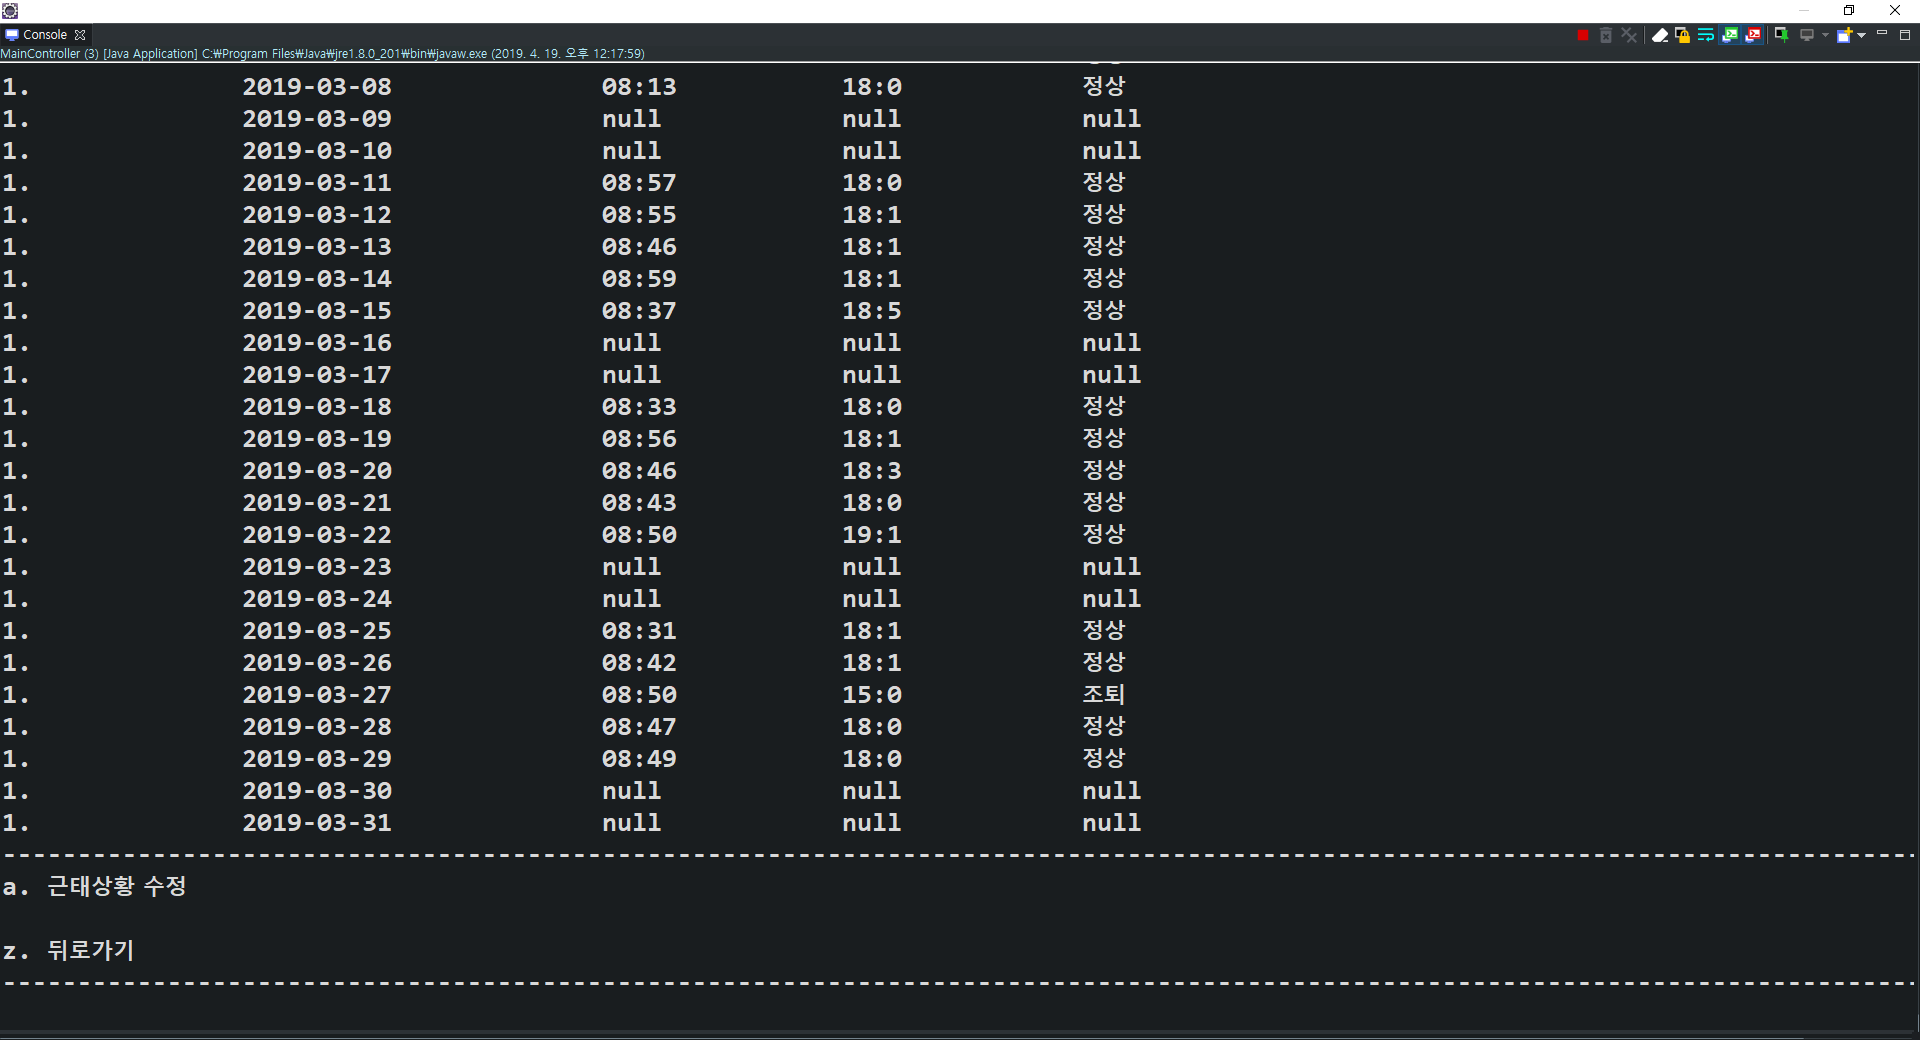 Console
MainController (3) [Java Application] C:₩Program Files₩Java₩jre1.8.0_201₩bin₩javaw.exe (2019. 4. 19. 오후 12:17:59)
1. 2019-03-08 08:13 18:0 정상
1. 2019-03-09 null null null
1. 2019-03-10 null null null
1. 2019-03-11 08:57 18:0 정상
1. 2019-03-12 08:55 18:1 정상
1. 2019-03-13 08:46 18:1 정상
1. 2019-03-14 08:59 18:1 정상
1. 2019-03-15 08:37 18:5 정상
1. 2019-03-16 null null null
1. 2019-03-17 null null null
1. 2019-03-18 08:33 18:0 정상
1. 2019-03-19 08:56 18:1 정상
1. 2019-03-20 08:46 18:3 정상
1. 2019-03-21 08:43 18:0 정상
1. 2019-03-22 08:50 19:1 정상
1. 2019-03-23 null null null
1. 2019-03-24 null null null
1. 2019-03-25 08:31 18:1 정상
1. 2019-03-26 08:42 18:1 정상
1. 2019-03-27 08:50 15:0 조퇴
1. 2019-03-28 08:47 18:0 정상
1. 2019-03-29 08:49 18:0 정상
1. 2019-03-30 null null null
1. 2019-03-31 null null null
--------------------------------------------------------------------------------------------------------------------------------
a. 근태상황 수정
z. 뒤로가기
--------------------------------------------------------------------------------------------------------------------------------